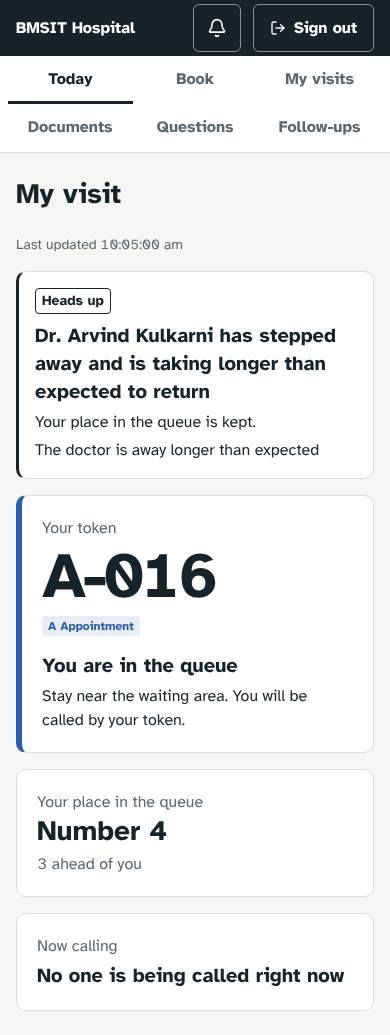 BMSIT Hospital
Sign out
Today
Book
My visits
Documents
Questions
Follow-ups
My visit
Last updated 10:05:00 am
Heads up
Dr. Arvind Kulkarni has stepped
away and is taking longer than
expected to return
Your place in the queue is kept.
The doctor is away longer than expected
Your token
A-016
A Appointment
You are in the queue
Stay near the waiting area. You will be
called by your token.
Your place in the queue
Number 4
3 ahead of you
Now calling
No one is being called right now